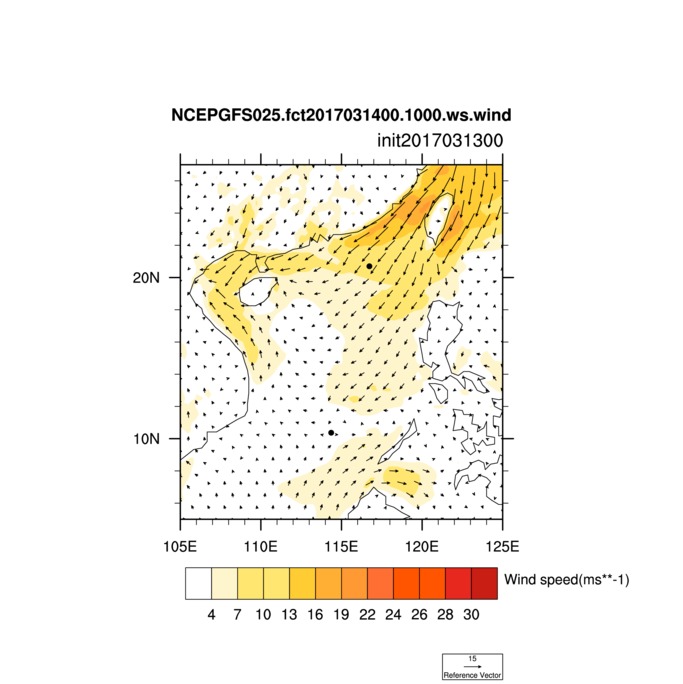 NCEPGFS025.fct2017031400.1000.ws.wind
init2017031300
20N
10N
105E 110E 115E 120E 125E
Wind speed(ms**-1)
4 7 10 13 16 19 22 24 26 28 30
15
Reference Vector